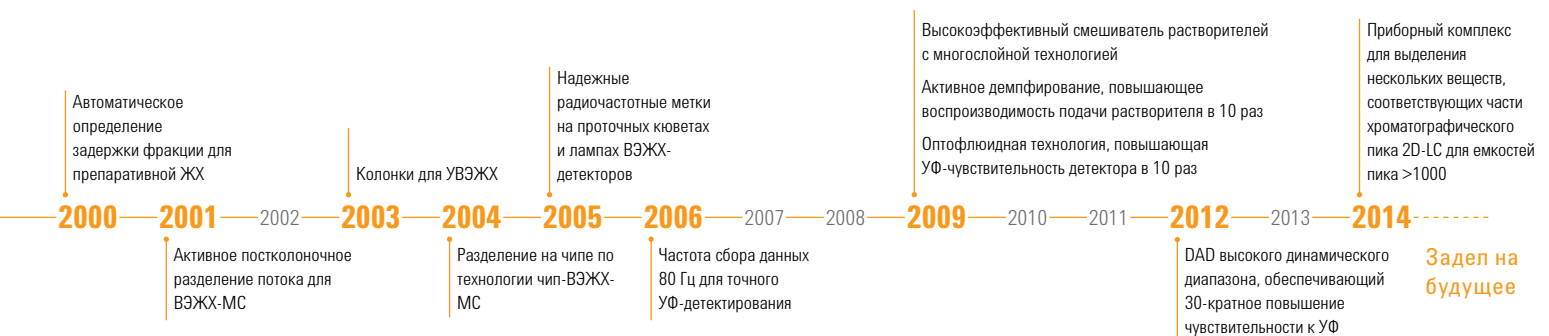 Автоматическое
определение
задержки фракции для
препаративной ЖХ
Колонки для УВЭЖХ
Надежные
радиочастотные метки
на проточных кюветах
и лампах ВЭЖХ-
детекторов
Высокоэффективный смешиватель растворителей
с многослойной технологией
Активное демпфирование, повышающее
воспроизводимость подачи растворителя в 10 раз
Оптофлюидная технология, повышающая
УФ-чувствительность детектора в 10 раз
Приборный комплекс
для выделения
нескольких веществ,
соответствующих части
хроматографического
пика 2D-LC для емкостей
пика >1000
2000 2001 2002 2003 2004 2005 2006 2007 2008 2009 2010 2011 2012 2013 2014
Активное постколоночное
разделение потока для
ВЭЖХ-МС
Разделение на чипе по
технологии чип-ВЭЖХ-
МС
Частота сбора данных
80 Гц для точного
УФ-детектирования
DAD высокого динамического
диапазона, обеспечивающий
30-кратное повышение
чувствительности к УФ
Задел на
будущее